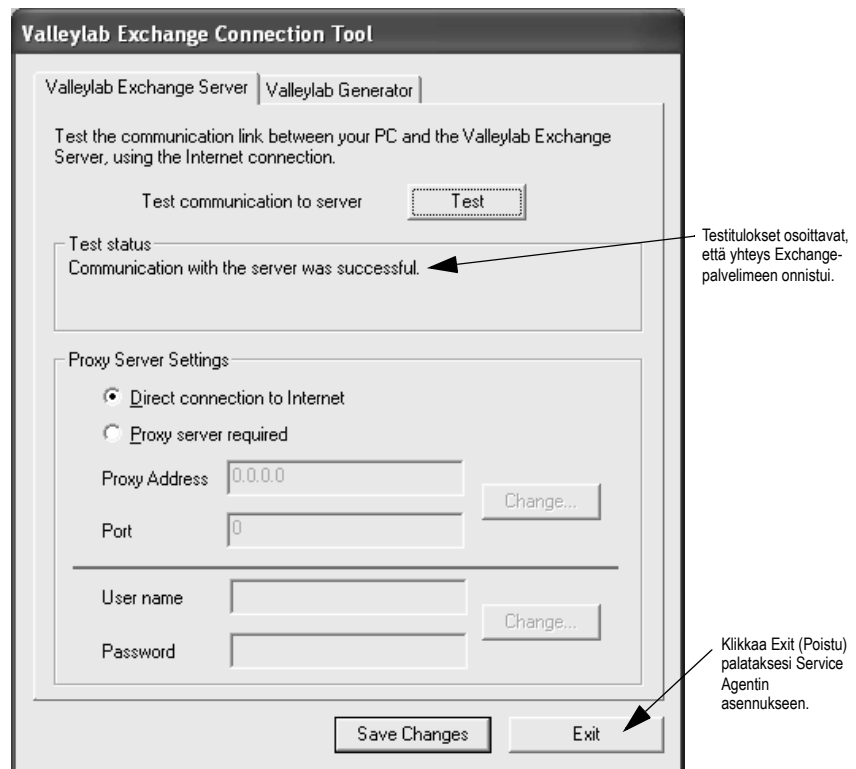 Valleylab Exchange Connection Tool
Valleylab Exchange Server
Valleylab Generator
Test the communication link between your PC and the Valleylab Exchange
Server, using the Internet connection.
Test communication to server
Test
Test status
Communication with the server was successful.
Testitulokset osoittavat,
että yhteys Exchange-
palvelimeen onnistui.
Proxy Server Settings
Direct connection to Internet
Proxy server required
Proxy Address
0.0.0.0
Change...
Port
0
User name
Change...
Password
Klikkaa Exit (Poistu)
palataksesi Service
Agentin
asennukseen.
Save Changes
Exit